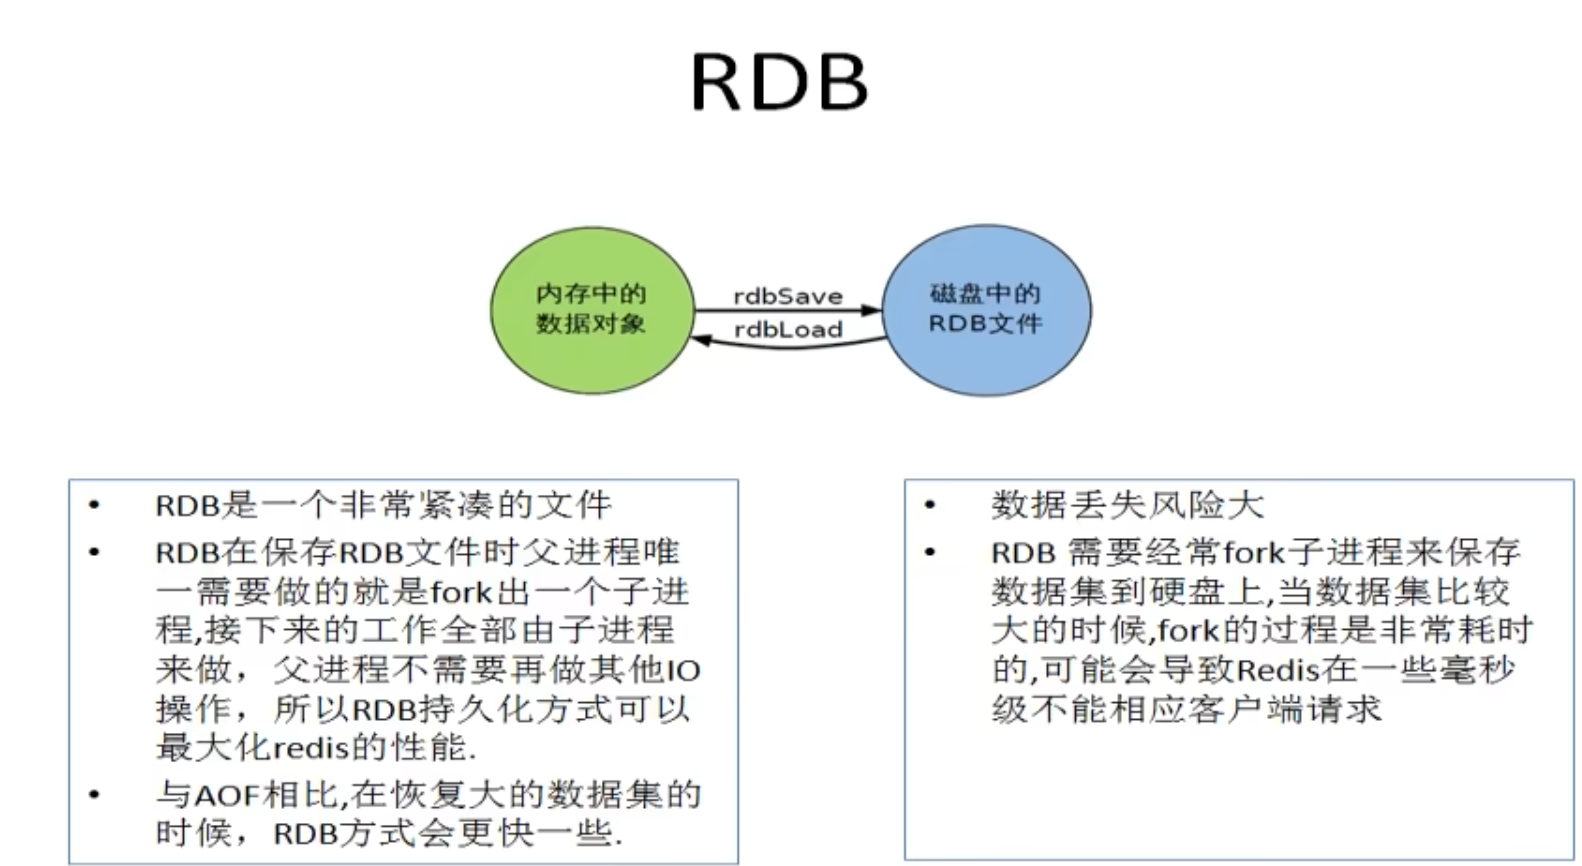 RDB
内存中的
数据对象
rdbSave
rdbLoad
磁盘中的
RDB文件
• RDB是一个非常紧凑的文件
• RDB在保存RDB文件时父进程唯
一需要做的就是fork出一个子进
程,接下来的工作全部由子进程
来做，父进程不需要再做其他IO
操作，所以RDB持久化方式可以
最大化redis的性能.
• 与AOF相比,在恢复大的数据集的
时候，RDB方式会更快一些.
• 数据丢失风险大
• RDB 需要经常fork子进程来保存
数据集到硬盘上,当数据集比较
大的时候,fork的过程是非常耗时
的,可能会导致Redis在一些毫秒
级不能相应客户端请求